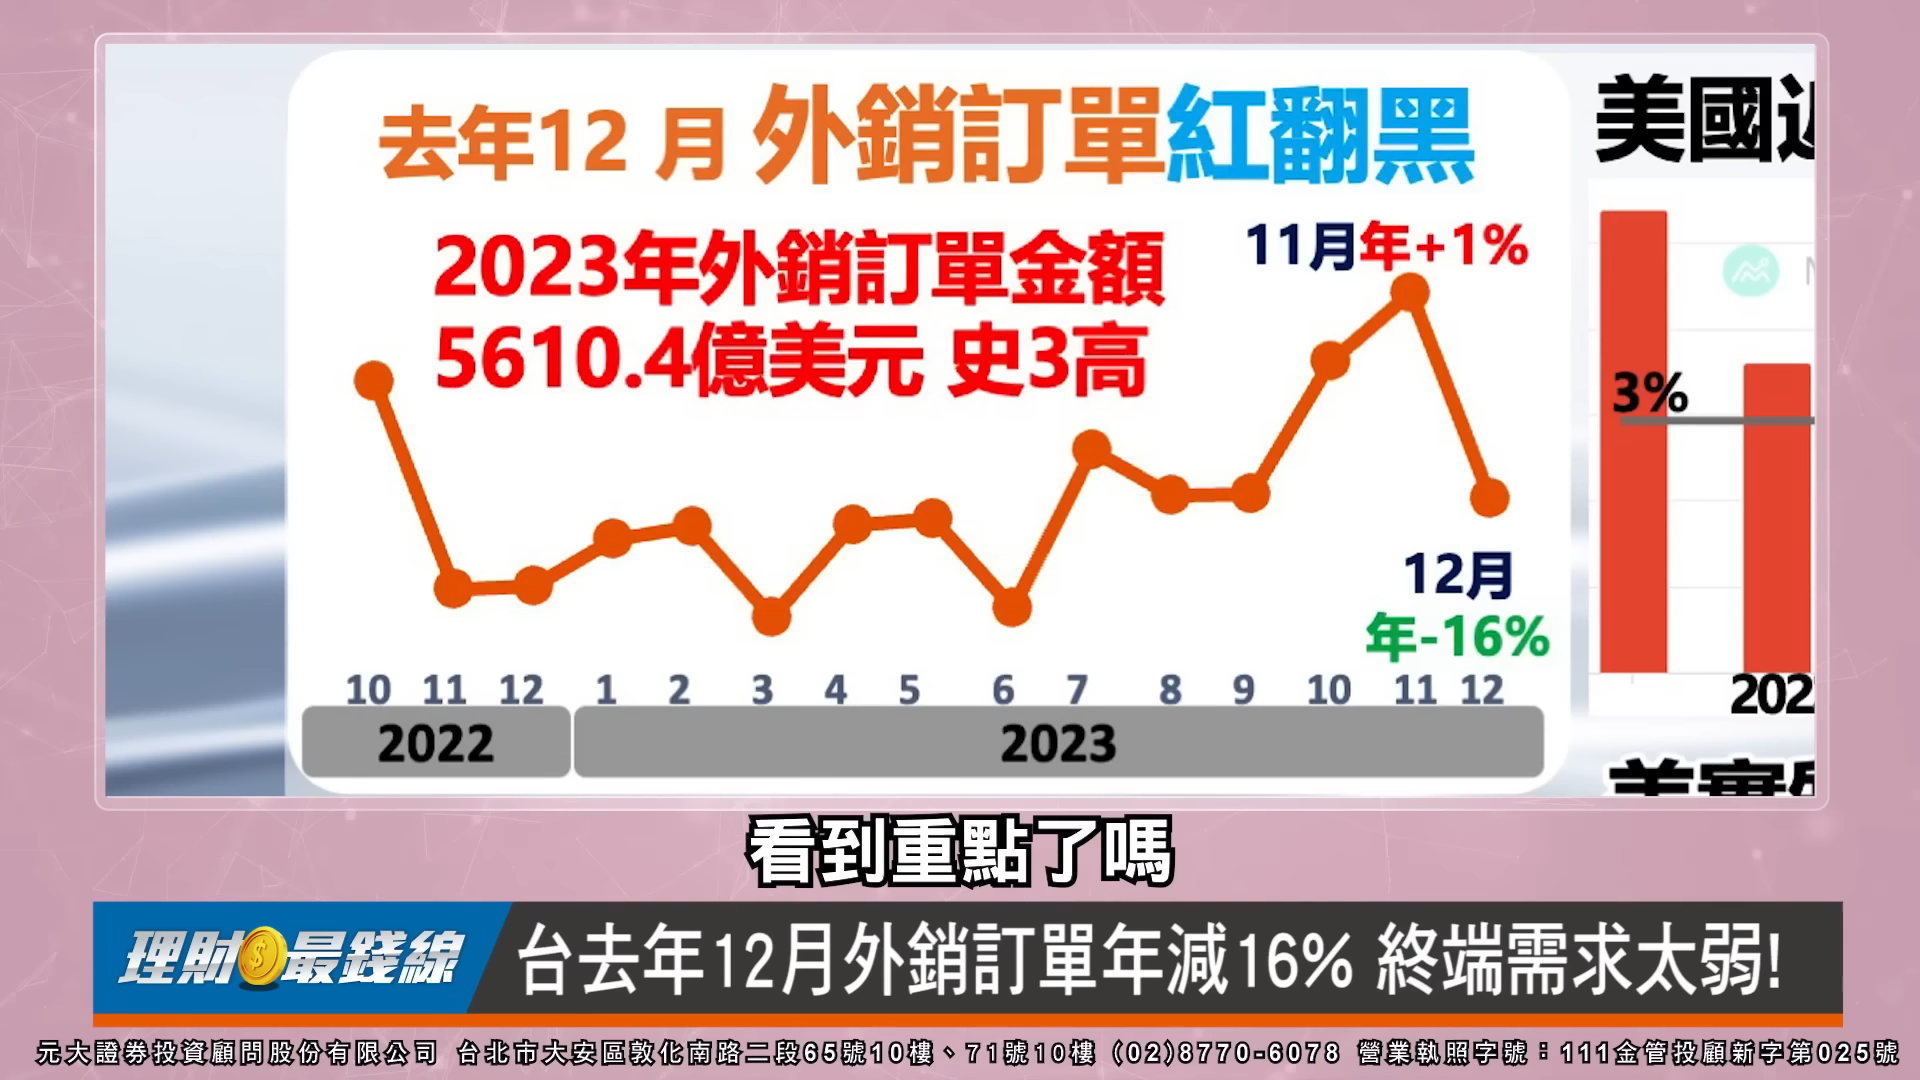 去年12月 外銷訂單紅翻黑
2023年外銷訂單金額
5610.4億美元 史3高
11月年+1%
12月
年-16%
10 11 12 1 2 3 4 5 6 7 8 9 10 11 12
2022 2023
美國
3%
202
看到重點了嗎
理財最錢線
台去年12月外銷訂單年減16% 終端需求太弱!
元大證券投資顧問股份有限公司 台北市大安區敦化南路二段65號10樓、71號10樓 (02)8770-6078 營業執照字號:111金管投顧新字第025號